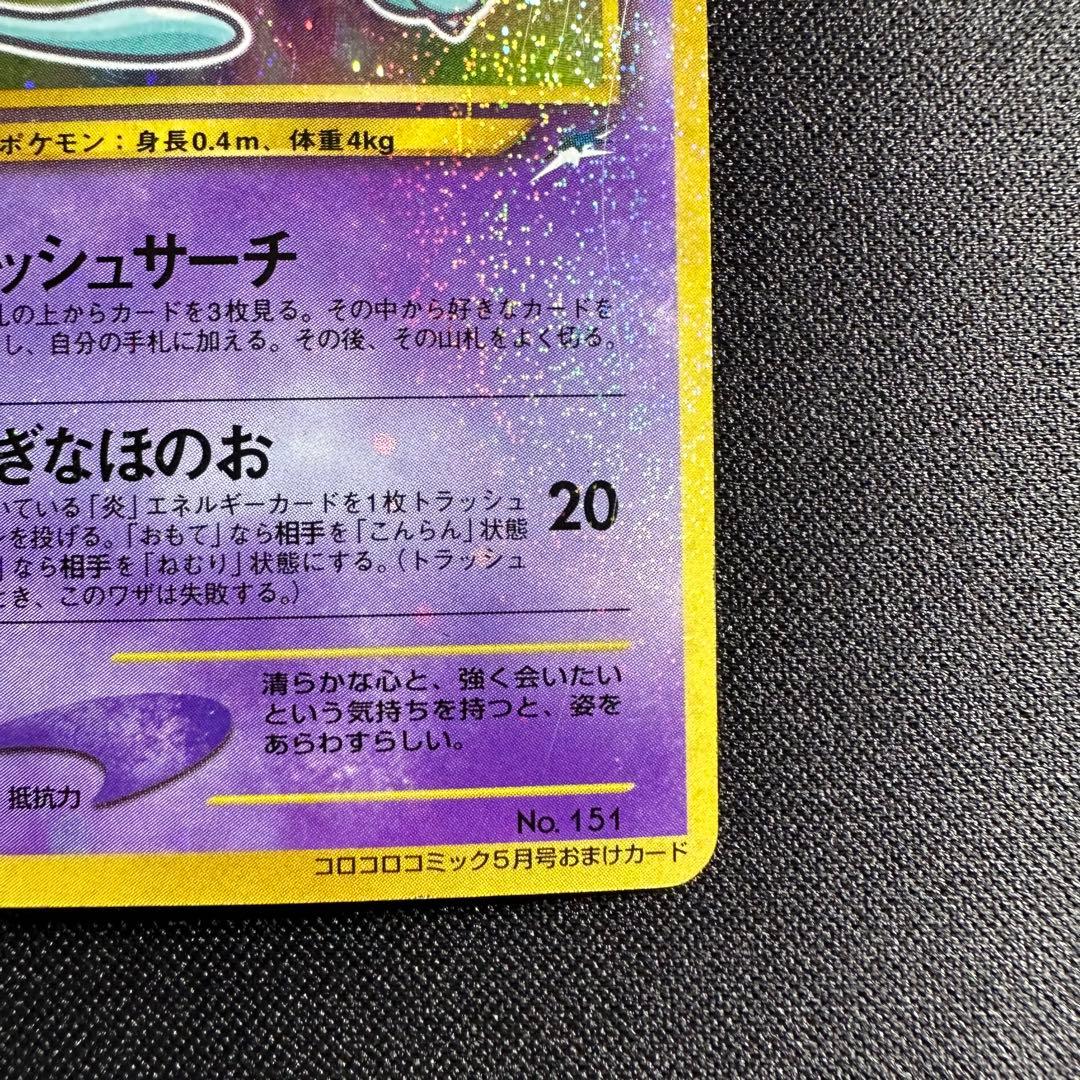 ポケモン：身長0.4m、体重4kg
ッシュサーチ
札の上からカードを3枚見る。その中から好きなカードを
し、自分の手札に加える。その後、その山札をよく切る。
ぎなほのお
いている「炎」エネルギーカードを1枚トラッシュ
を投げる。「おもて」なら相手を「こんらん」状態
」なら相手を「ねむり」状態にする。（トラッシュ
とき、このワザは失敗する。）
20
清らかな心と、強く会いたい
という気持ちを持つと、姿を
あらわすらしい。
抵抗力
No. 151
コロコロコミック5月号おまけカード